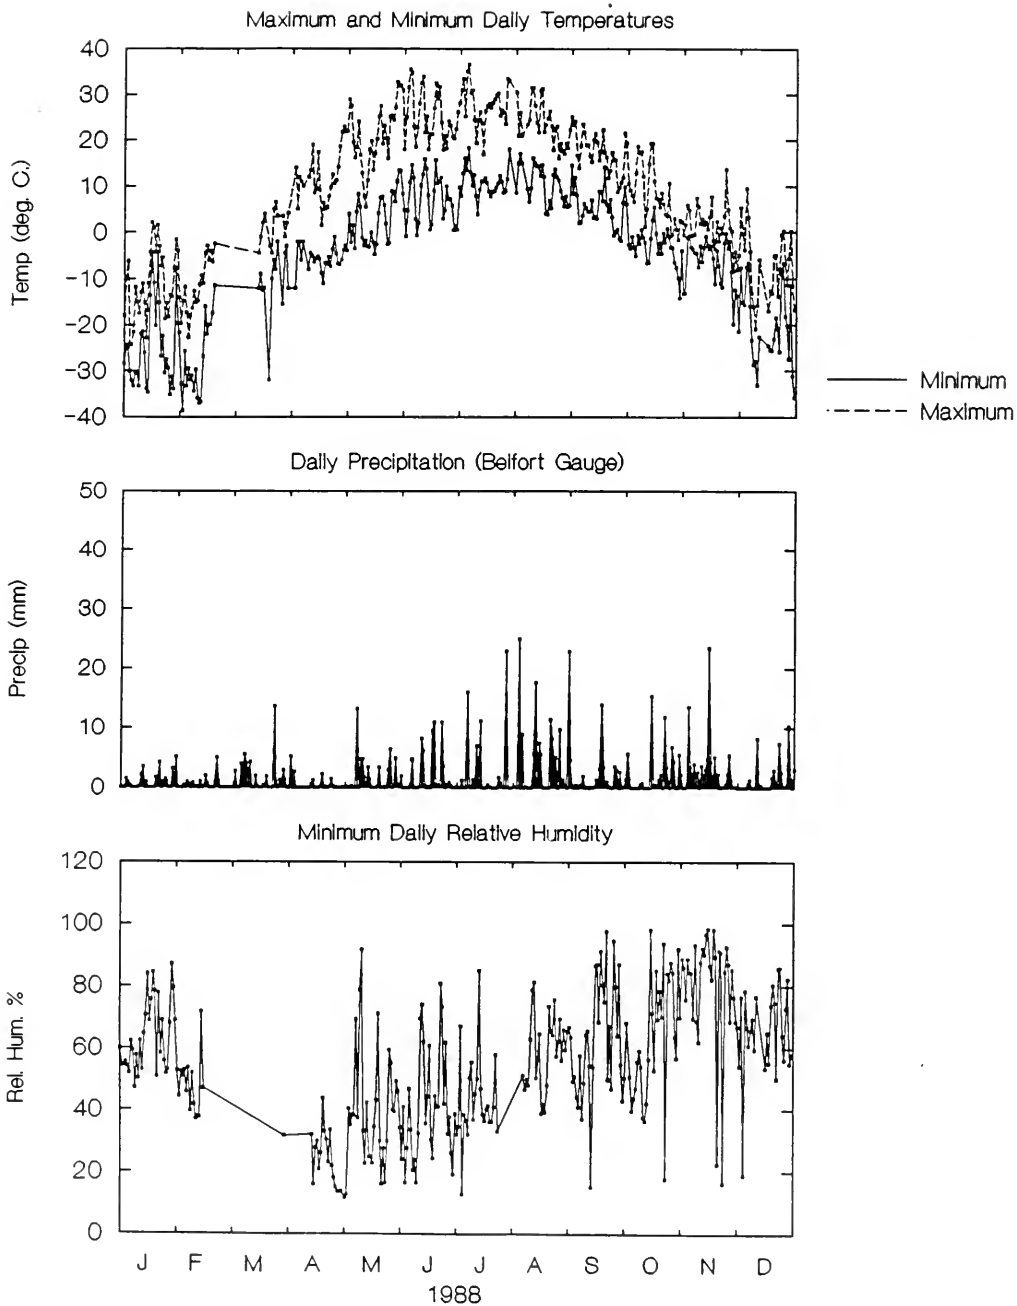 Maximum and Minimum Daily Temperatures
40
30
20
10
0
-10
-20
-30
-40
Temp (deg. C.)
Minimum
Maximum
Daily Precipitation (Belfort Gauge)
50
40
30
20
10
0
Precip (mm)
Minimum Daily Relative Humidity
120
100
80
60
40
20
0
Rel. Hum. %
J F M A M J J A S O N D
1988